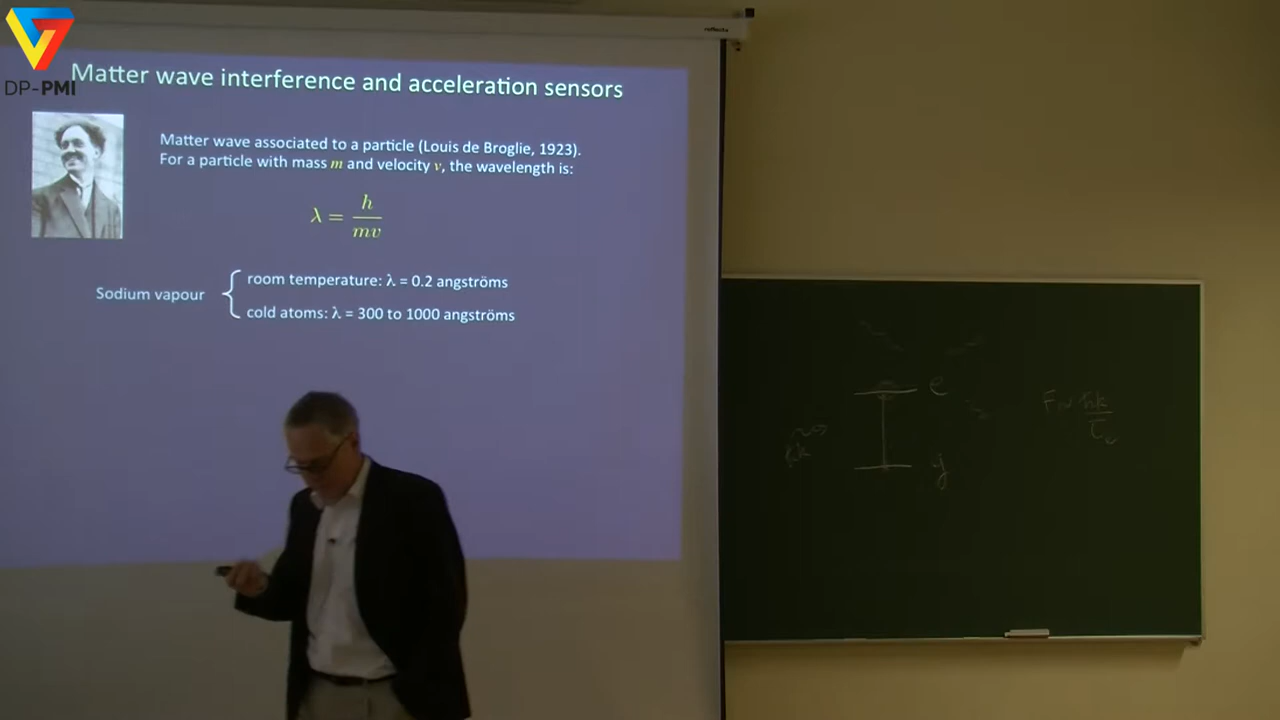 DP-PMI
reflecta
Matter wave interference and acceleration sensors
Matter wave associated to a particle (Louis de Broglie, 1923).
For a particle with mass m and velocity v, the wavelength is:
λ = h / mv
Sodium vapour
room temperature: λ = 0.2 angströms
cold atoms: λ = 300 to 1000 angströms
e
g